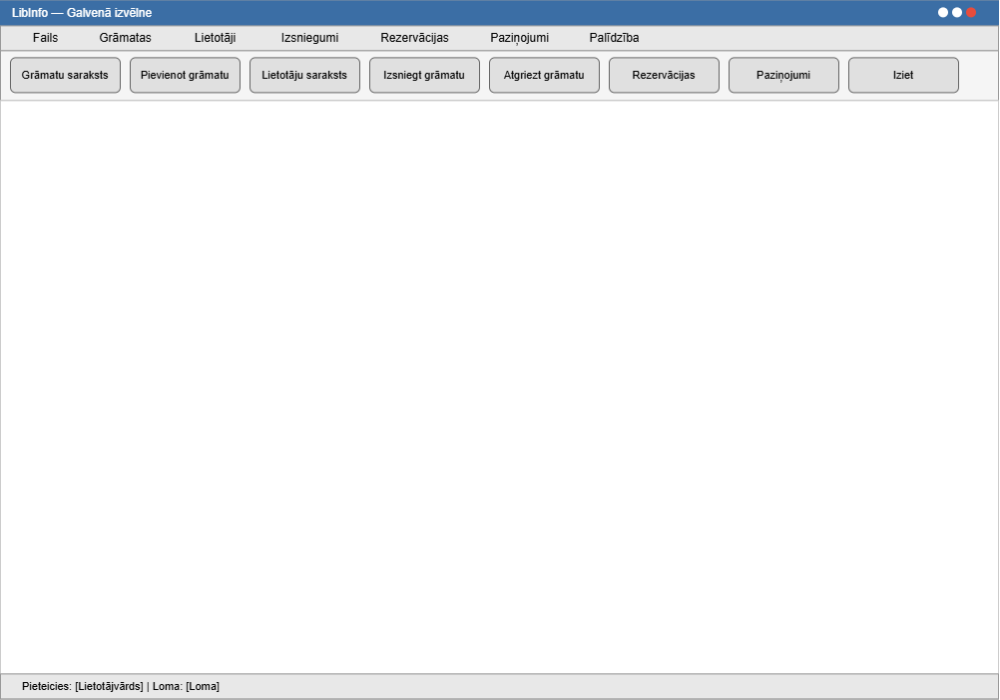 LibInfo — Galvenā izvēlne
Fails Grāmatas Lietotāji Izsniegumi Rezervācijas Paziņojumi Palīdzība
Grāmatu saraksts Pievienot grāmatu Lietotāju saraksts Izsniegt grāmatu Atgriezt grāmatu Rezervācijas Paziņojumi Iziet
Pieteicies: [Lietotājvārds] | Loma: [Loma]